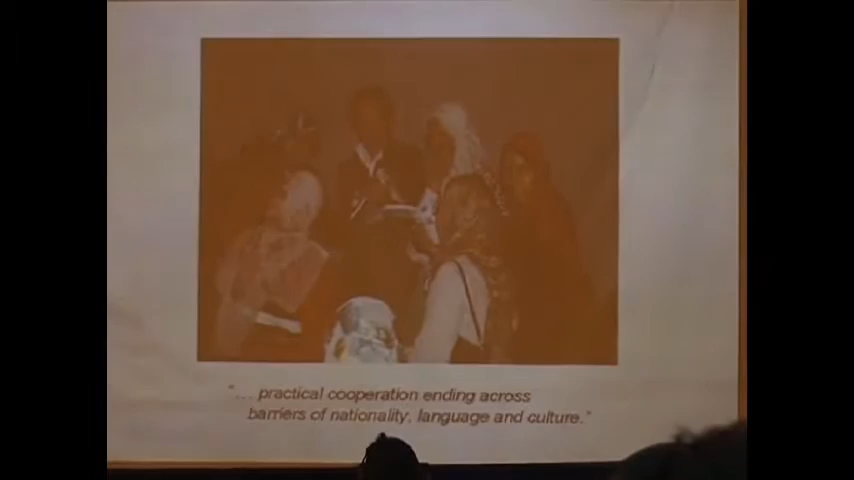 "... practical cooperation ending across
barriers of nationality, language and culture."